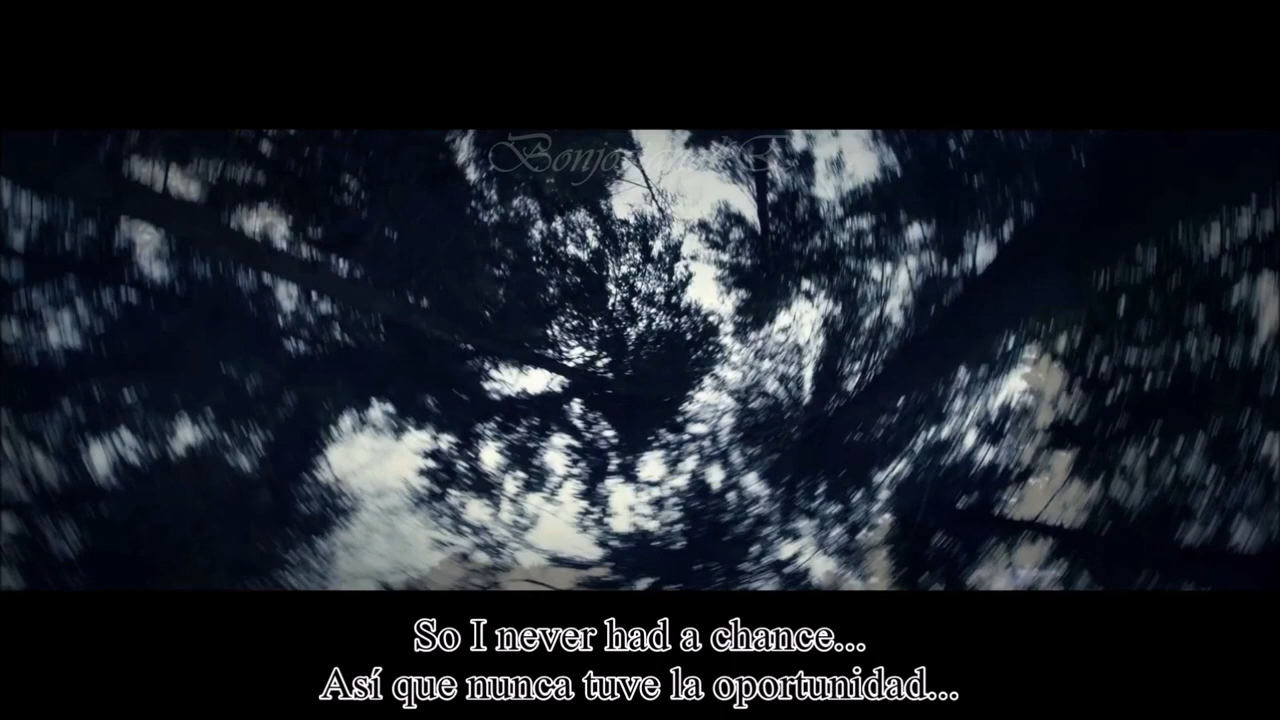 So I never had a chance...
Así que nunca tuve la oportunidad...